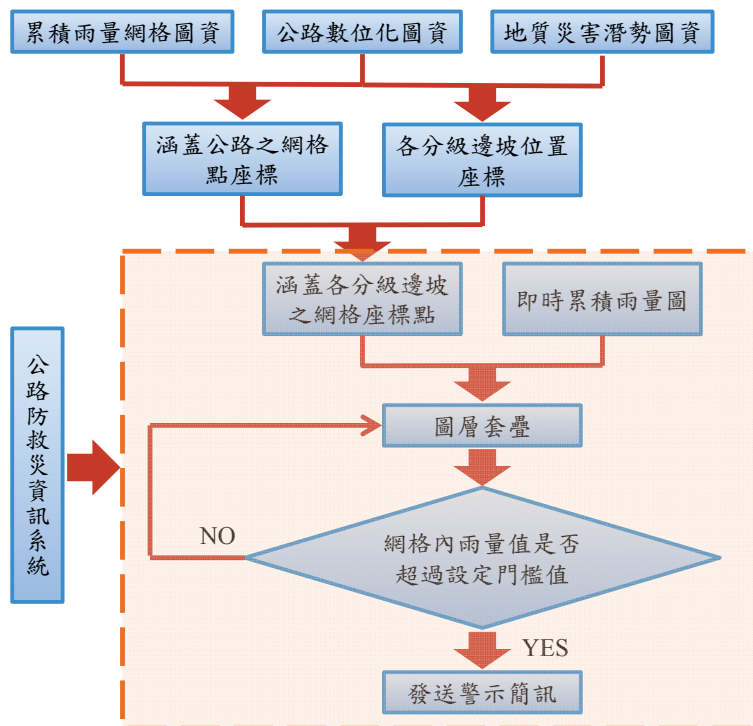 累積雨量網格圖資
公路數位化圖資
地質災害潛勢圖資
涵蓋公路之網格
點座標
各分級邊坡位置
座標
涵蓋各分級邊坡
之網格座標點
即時累積雨量圖
公路防救災資訊系統
圖層套疊
NO
網格內雨量值是否
超過設定門檻值
YES
發送警示簡訊